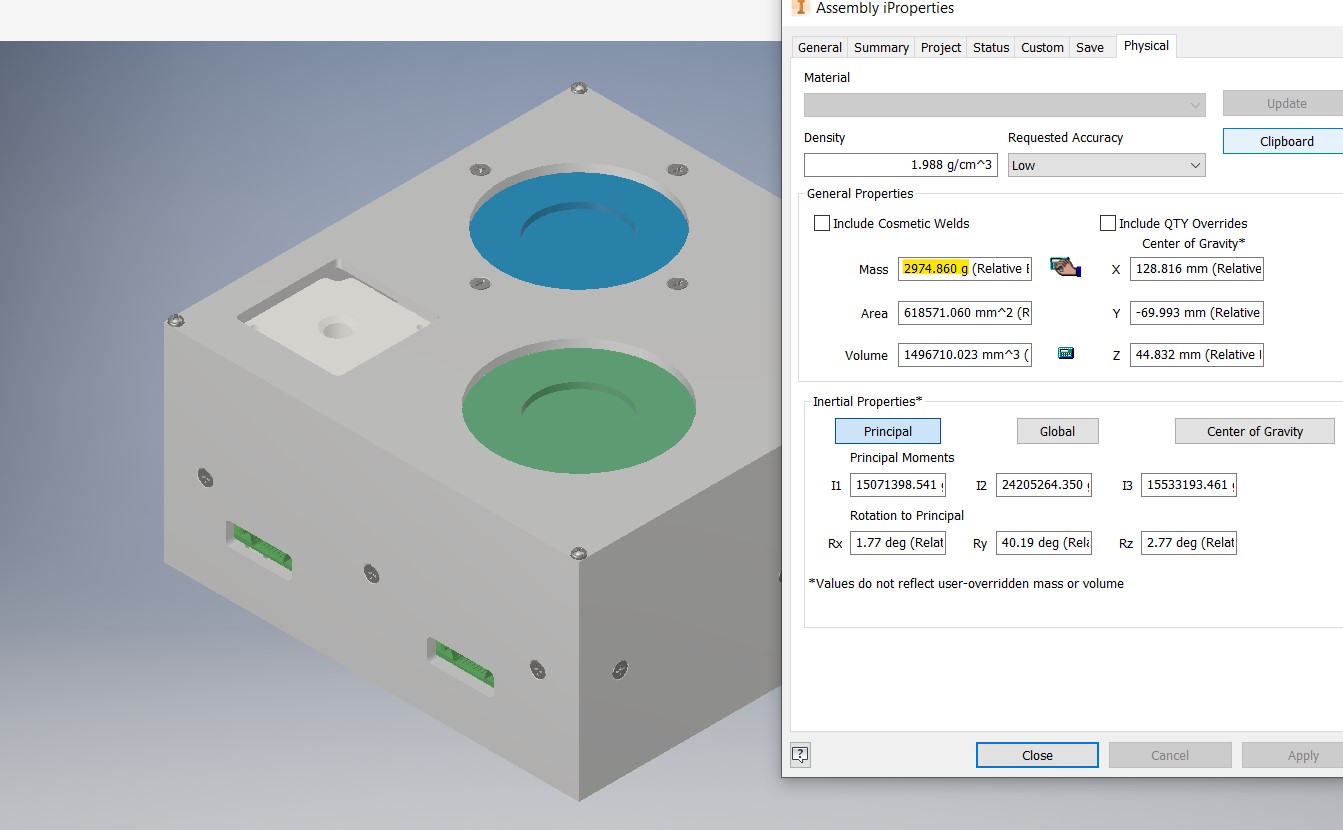 Assembly iProperties
General Summary Project Status Custom Save Physical
Material
Update
Density Requested Accuracy Clipboard
1.988 g/cm^3 Low
General Properties
Include Cosmetic Welds Include QTY Overrides
Center of Gravity*
Mass 2974.860 g (Relative E X 128.816 mm (Relative
Area 618571.060 mm^2 (R Y -69.993 mm (Relative
Volume 1496710.023 mm^3 ( Z 44.832 mm (Relative
Inertial Properties*
Principal Global Center of Gravity
Principal Moments
I1 15071398.541 I2 24205264.350 I3 15533193.461
Rotation to Principal
Rx 1.77 deg (Relat Ry 40.19 deg (Rela Rz 2.77 deg (Relat
*Values do not reflect user-overridden mass or volume
Close Cancel Apply